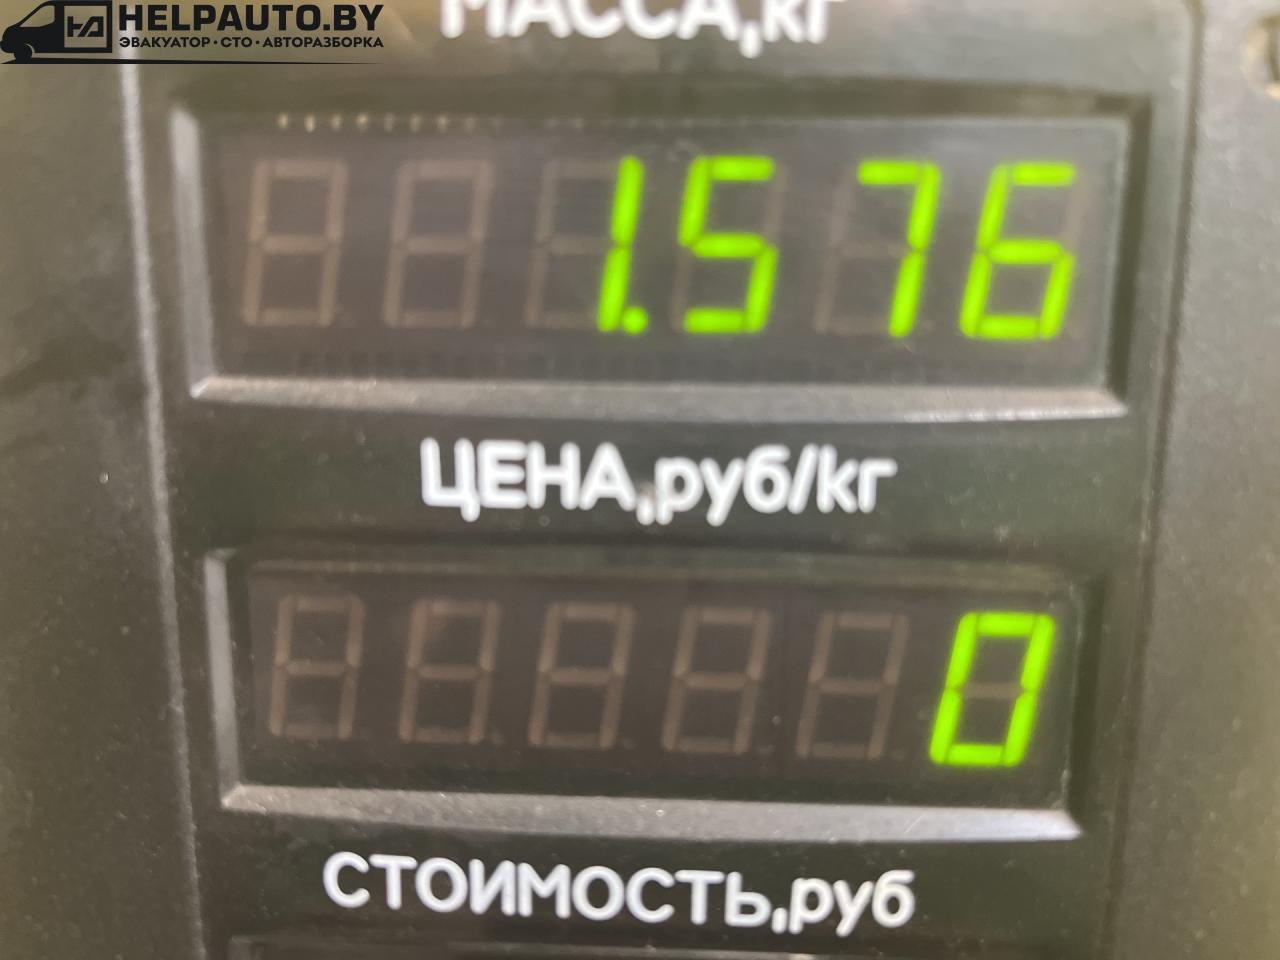 HELPAUTO.BY
ЭВАКУАТОР · СТО · АВТОРАЗБОРКА
МАССА,кг
1.576
ЦЕНА,руб/кг
0
СТОИМОСТЬ,руб